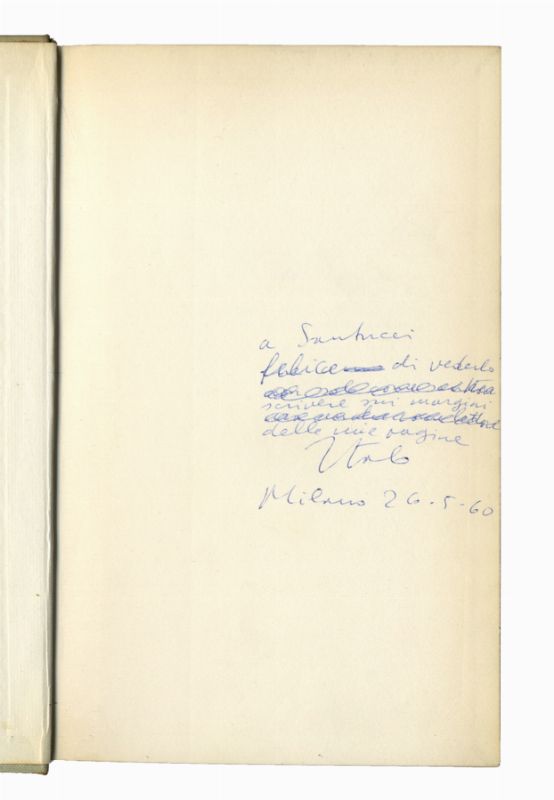 a Santucci
felice di vederlo
scrivere sui margini
delle mie pagine
Italo
Milano 26-5-60